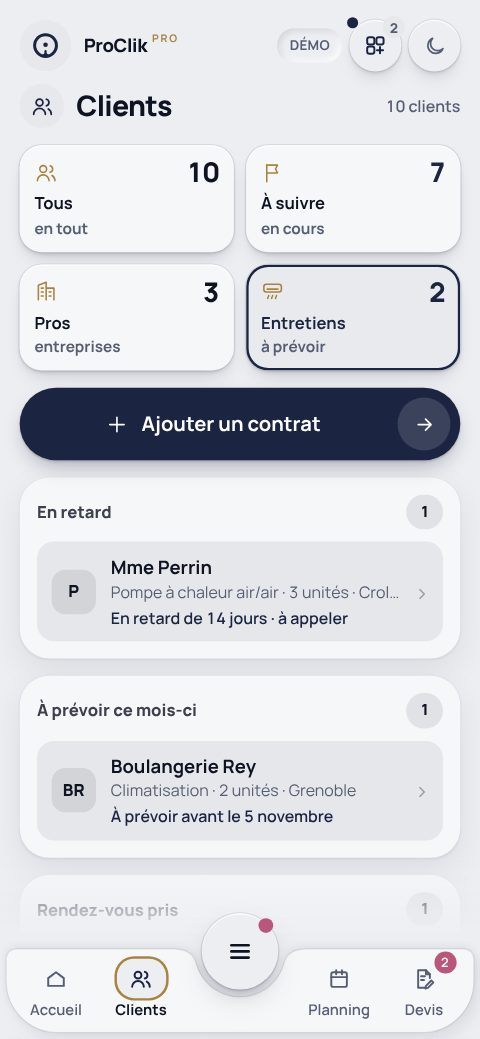 ProClik PRO
DÉMO
2
Clients
10 clients
10
Tous
en tout
7
À suivre
en cours
3
Pros
entreprises
2
Entretiens
à prévoir
Ajouter un contrat
En retard
1
P
Mme Perrin
Pompe à chaleur air/air · 3 unités · Crol...
En retard de 14 jours · à appeler
À prévoir ce mois-ci
1
BR
Boulangerie Rey
Climatisation · 2 unités · Grenoble
À prévoir avant le 5 novembre
Rendez-vous pris
1
Accueil
Clients
Planning
2
Devis